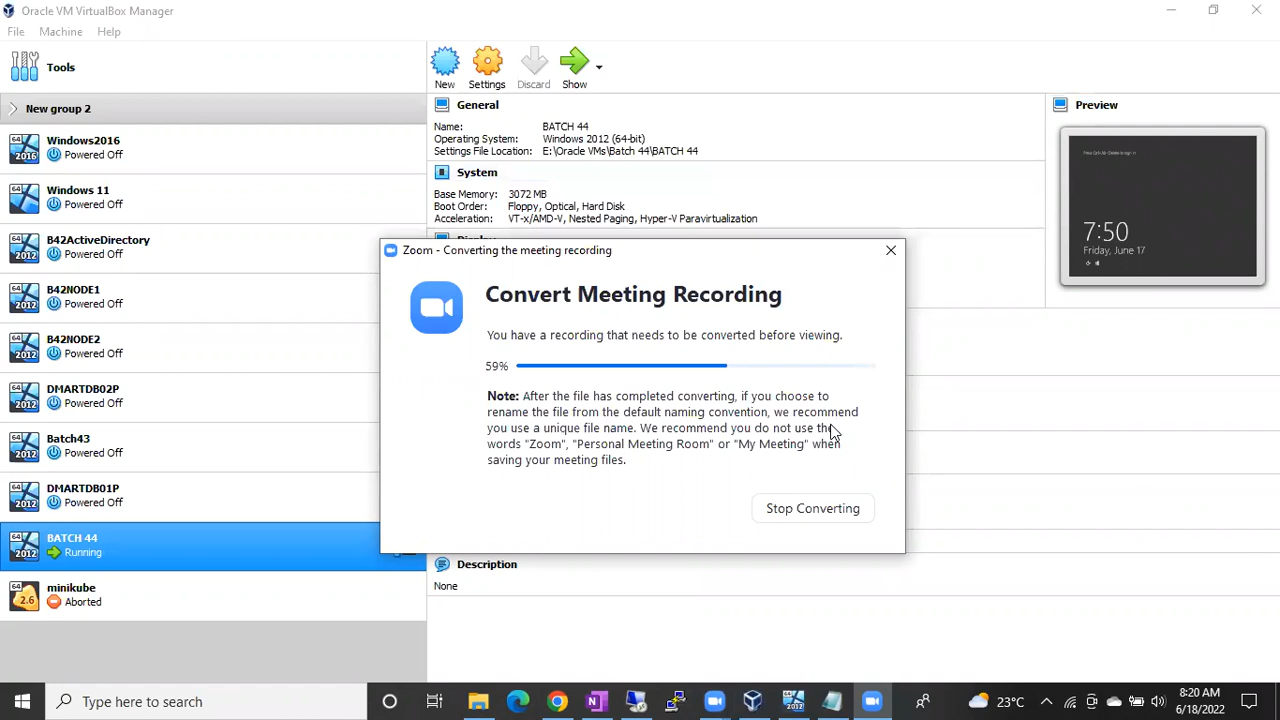 Oracle VM VirtualBox Manager
File Machine Help
Tools
New group 2
Windows2016
Powered Off
Windows 11
Powered Off
B42ActiveDirectory
Powered Off
B42NODE1
Powered Off
B42NODE2
Powered Off
DMARTDB02P
Powered Off
Batch43
Powered Off
DMARTDB01P
Powered Off
BATCH 44
Running
minikube
Aborted
New Settings Discard Show
General
Name: BATCH 44
Operating System: Windows 2012 (64-bit)
Settings File Location: E:\Oracle VMs\Batch 44\BATCH 44
System
Base Memory: 3072 MB
Boot Order: Floppy, Optical, Hard Disk
Acceleration: VT-x/AMD-V, Nested Paging, Hyper-V Paravirtualization
Preview
7:50
Friday, June 17
Zoom - Converting the meeting recording
Convert Meeting Recording
You have a recording that needs to be converted before viewing.
59%
Note: After the file has completed converting, if you choose to
rename the file from the default naming convention, we recommend
you use a unique file name. We recommend you do not use the
words "Zoom", "Personal Meeting Room" or "My Meeting" when
saving your meeting files.
Stop Converting
Description
None
Type here to search
23°C
8:20 AM
6/18/2022